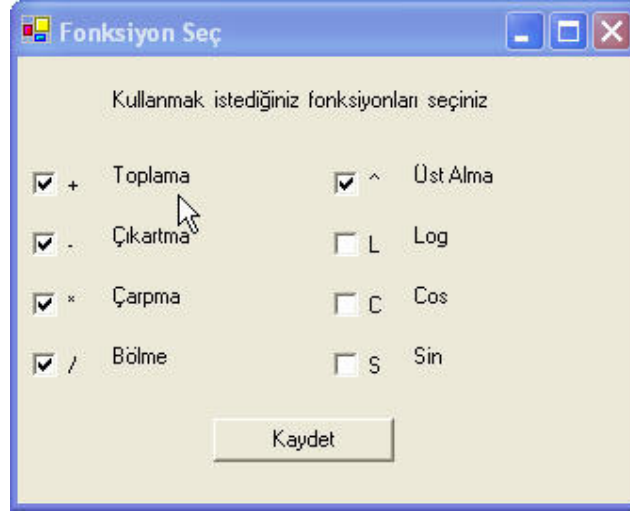 Fonksiyon Seç
Kullanmak istediğiniz fonksiyonları seçiniz
+ Toplama ^ Üst Alma
- Çıkartma L Log
* Çarpma C Cos
/ Bölme S Sin
Kaydet